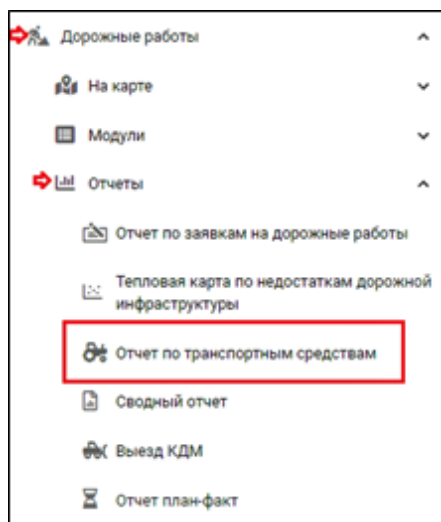 Дорожные работы
На карте
Модули
Отчеты
Отчет по заявкам на дорожные работы
Тепловая карта по недостаткам дорожной
инфраструктуры
Отчет по транспортным средствам
Сводный отчет
Выезд КДМ
Отчет план-факт